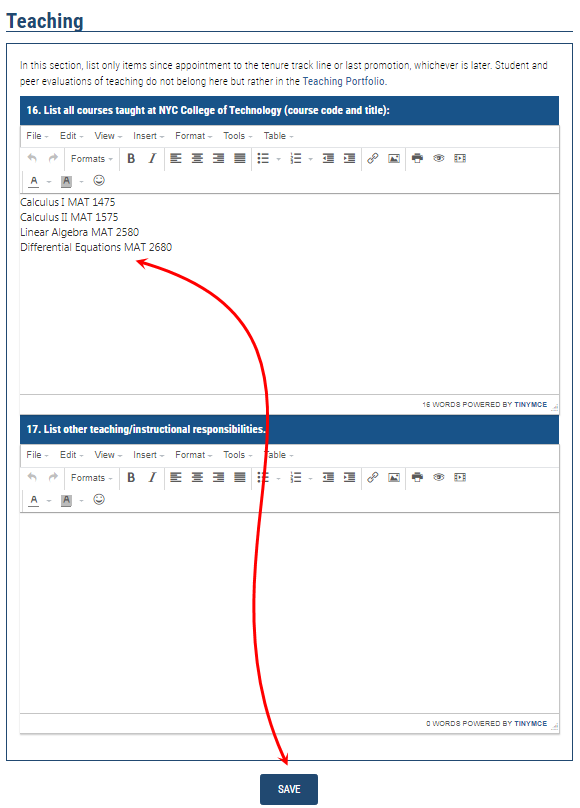 Teaching
In this section, list only items since appointment to the tenure track line or last promotion, whichever is later. Student and
peer evaluations of teaching do not belong here but rather in the Teaching Portfolio.
16. List all courses taught at NYC College of Technology (course code and title):
File Edit View Insert Format Tools Table
Formats B I
A A
Calculus I MAT 1475
Calculus II MAT 1575
Linear Algebra MAT 2580
Differential Equations MAT 2680
16 WORDS POWERED BY TINYMCE
17. List other teaching/instructional responsibilities.
File Edit View Insert Format Tools Table
Formats B I
A A
0 WORDS POWERED BY TINYMCE
SAVE